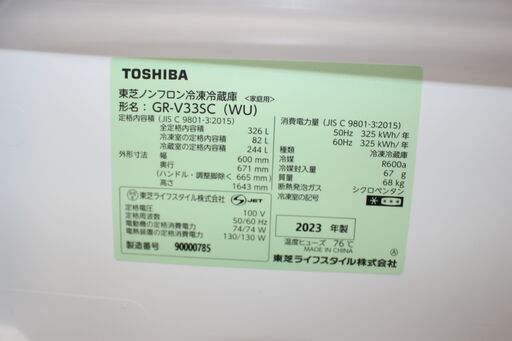 TOSHIBA
東芝ノンフロン冷凍冷蔵庫 <家庭用>
形名: GR-V33SC (WU)
定格内容積 (JIS C 9801-3:2015)
全定格内容積 326 L
冷凍室の定格内容積 82 L
冷蔵室の定格内容積 244 L
外形寸法 幅 600 mm
奥行 671 mm
(ハンドル・調整脚除く 665 mm)
高さ 1643 mm
東芝ライフスタイル株式会社 S-JET
定格電圧 100 V
定格周波数 50/60 Hz
電動機の定格消費電力 74/74 W
電熱装置の定格消費電力 130/130 W
製造番号 90000785
消費電力量 (JIS C 9801-3:2015)
50Hz 325 kWh/年
60Hz 325 kWh/年
種類 冷凍冷蔵庫
冷媒 R600a
冷媒封入量 67 g
質量 68 kg
断熱発泡ガス シクロペンタン
冷凍室の記号
2023 年製
温度ヒューズ 76℃
MADE IN CHINA
Ⓐ
東芝ライフスタイル株式会社